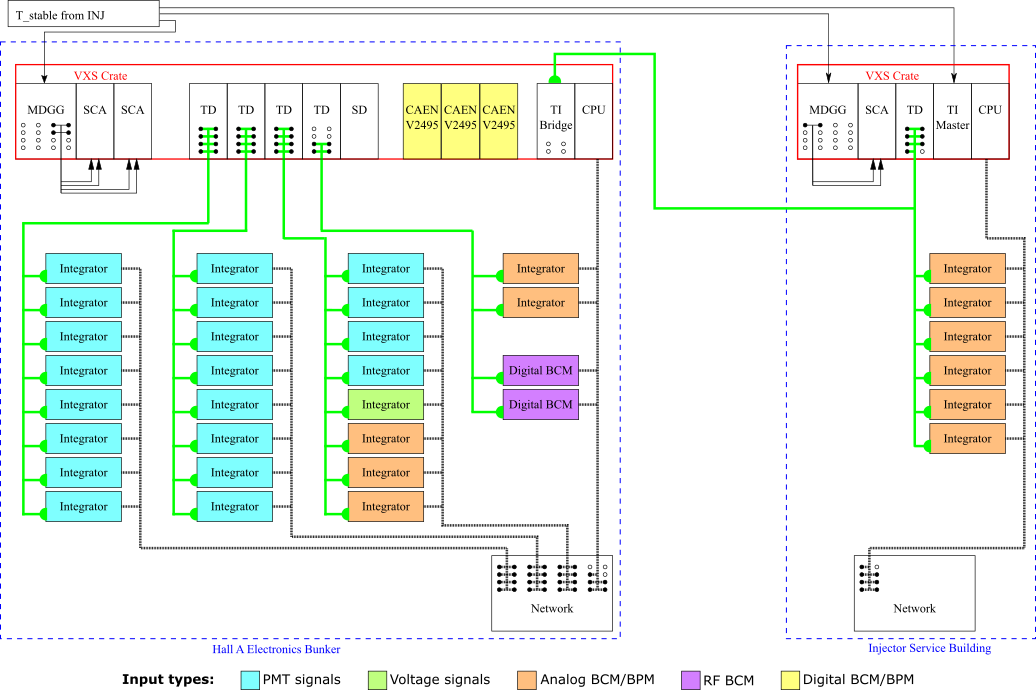 T_stable from INJ
VXS Crate
MDGG SCA SCA TD TD TD TD SD CAEN V2495 CAEN V2495 CAEN V2495 TI Bridge CPU
VXS Crate
MDGG SCA TD TI Master CPU
Integrator Integrator Integrator Integrator Integrator
Integrator Integrator Integrator Integrator Integrator
Integrator Integrator Integrator Integrator
Integrator Integrator Integrator Digital BCM Integrator
Integrator Integrator Integrator Digital BCM Integrator
Integrator Integrator Integrator Integrator
Integrator Integrator Integrator
Integrator Integrator Integrator
Network Network
Hall A Electronics Bunker Injector Service Building
Input types: PMT signals Voltage signals Analog BCM/BPM RF BCM Digital BCM/BPM